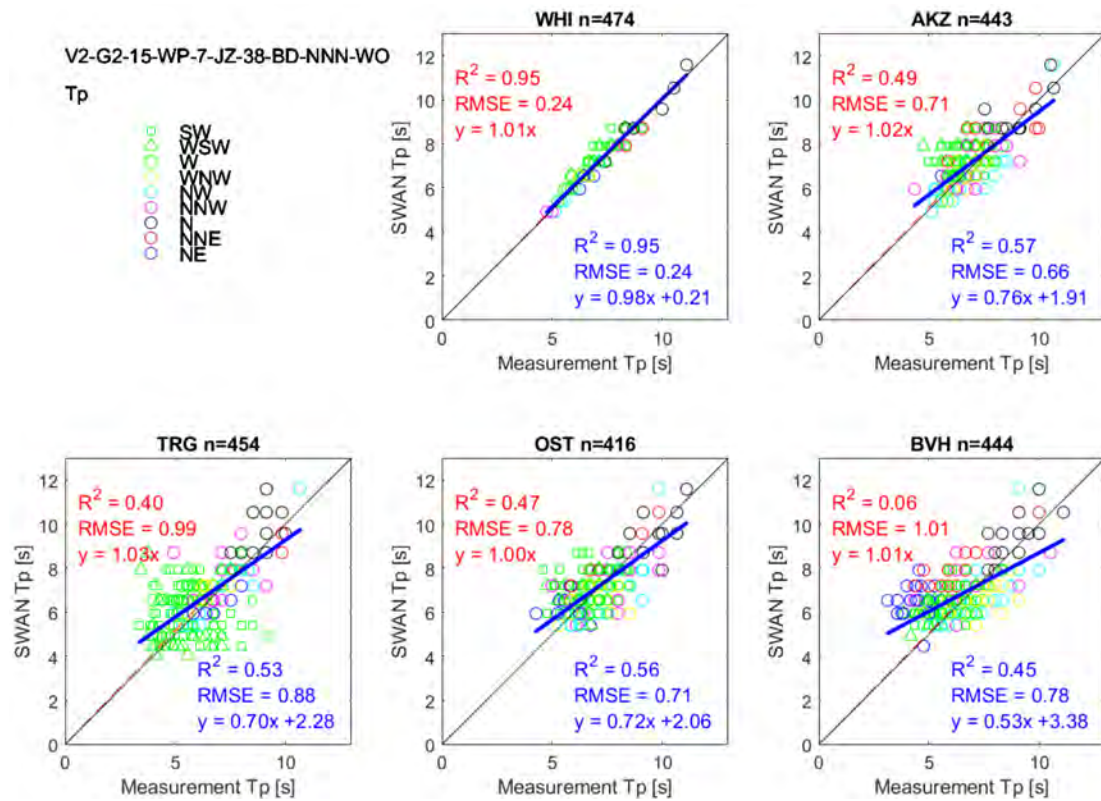 V2-G2-15-WP-7-JZ-38-BD-NNN-WO
Tp
SW
WSW
W
WNW
NW
NNW
N
NNE
NE
WHI n=474
R² = 0.95
RMSE = 0.24
y = 1.01x
R² = 0.95
RMSE = 0.24
y = 0.98x +0.21
SWAN Tp [s]
12
10
8
6
4
2
0
0 5 10
Measurement Tp [s]
AKZ n=443
R² = 0.49
RMSE = 0.71
y = 1.02x
R² = 0.57
RMSE = 0.66
y = 0.76x +1.91
SWAN Tp [s]
12
10
8
6
4
2
0
0 5 10
Measurement Tp [s]
TRG n=454
R² = 0.40
RMSE = 0.99
y = 1.03x
R² = 0.53
RMSE = 0.88
y = 0.70x +2.28
SWAN Tp [s]
12
10
8
6
4
2
0
0 5 10
Measurement Tp [s]
OST n=416
R² = 0.47
RMSE = 0.78
y = 1.00x
R² = 0.56
RMSE = 0.71
y = 0.72x +2.06
SWAN Tp [s]
12
10
8
6
4
2
0
0 5 10
Measurement Tp [s]
BVH n=444
R² = 0.06
RMSE = 1.01
y = 1.01x
R² = 0.45
RMSE = 0.78
y = 0.53x +3.38
SWAN Tp [s]
12
10
8
6
4
2
0
0 5 10
Measurement Tp [s]